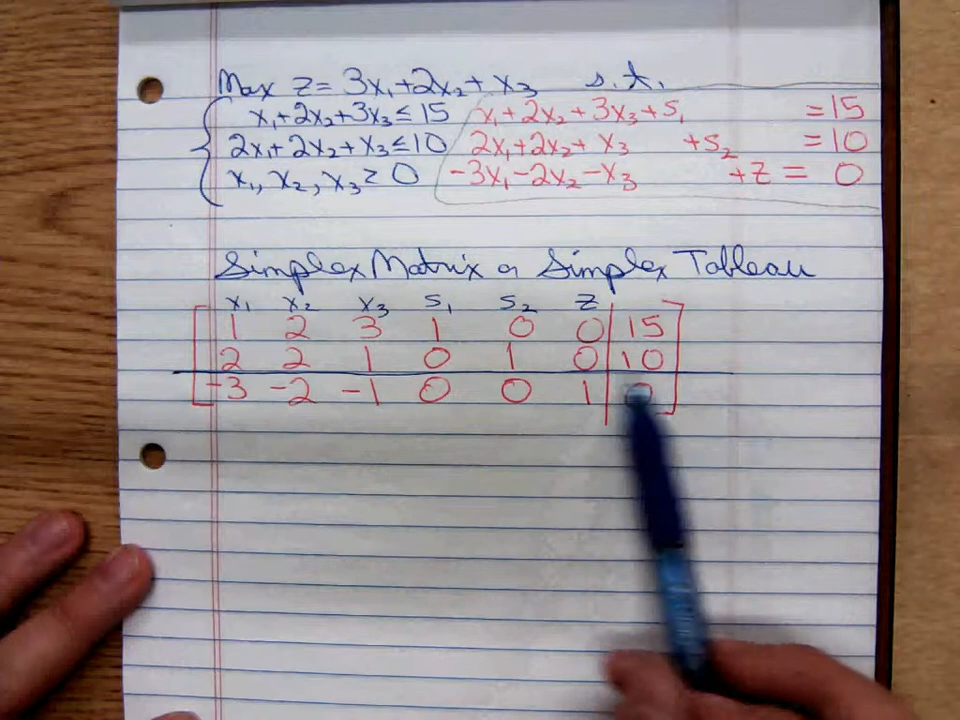 Max z = 3x₁+2x₂+x₃ s.t.
x₁+2x₂+3x₃≤15 x₁+2x₂+3x₃+s₁ =15
2x₁+2x₂+x₃≤10 2x₁+2x₂+x₃ +s₂ =10
x₁,x₂,x₃≥0 -3x₁-2x₂-x₃ +z = 0
Simplex Matrix or Simplex Tableau
x₁ x₂ x₃ s₁ s₂ z
1 2 3 1 0 0 15
2 2 1 0 1 0 10
-3 -2 -1 0 0 1 0